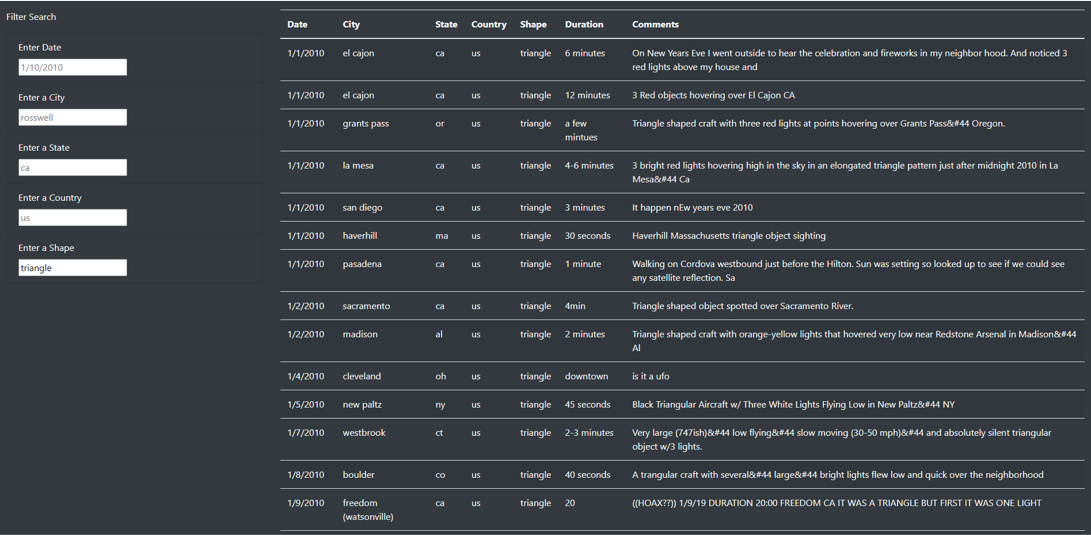 Filter Search
Enter Date
1/10/2010
Enter a City
rosswell
Enter a State
ca
Enter a Country
us
Enter a Shape
triangle
Date City State Country Shape Duration Comments
1/1/2010 el cajon ca us triangle 6 minutes On New Years Eve I went outside to hear the celebration and fireworks in my neighbor hood. And noticed 3
red lights above my house and
1/1/2010 el cajon ca us triangle 12 minutes 3 Red objects hovering over El Cajon CA
1/1/2010 grants pass or us triangle a few Triangle shaped craft with three red lights at points hovering over Grants Pass&#44 Oregon.
mintues
1/1/2010 la mesa ca us triangle 4-6 minutes 3 bright red lights hovering high in the sky in an elongated triangle pattern just after midnight 2010 in La
Mesa&#44 Ca
1/1/2010 san diego ca us triangle 3 minutes It happen nEw years eve 2010
1/1/2010 haverhill ma us triangle 30 seconds Haverhill Massachusetts triangle object sighting
1/1/2010 pasadena ca us triangle 1 minute Walking on Cordova westbound just before the Hilton. Sun was setting so looked up to see if we could see
any satellite reflection. Sa
1/2/2010 sacramento ca us triangle 4min Triangle shaped object spotted over Sacramento River.
1/2/2010 madison al us triangle 2 minutes Triangle shaped craft with orange-yellow lights that hovered very low near Redstone Arsenal in Madison&#44
Al
1/4/2010 cleveland oh us triangle downtown is it a ufo
1/5/2010 new paltz ny us triangle 45 seconds Black Triangular Aircraft w/ Three White Lights Flying Low in New Paltz&#44 NY
1/7/2010 westbrook ct us triangle 2-3 minutes Very large (747ish)&#44 low flying&#44 slow moving (30-50 mph)&#44 and absolutely silent triangular
object w/3 lights.
1/8/2010 boulder co us triangle 40 seconds A trangular craft with several&#44 large&#44 bright lights flew low and quick over the neighborhood
1/9/2010 freedom ca us triangle 20 ((HOAX??)) 1/9/19 DURATION 20:00 FREEDOM CA IT WAS A TRIANGLE BUT FIRST IT WAS ONE LIGHT
(watsonville)